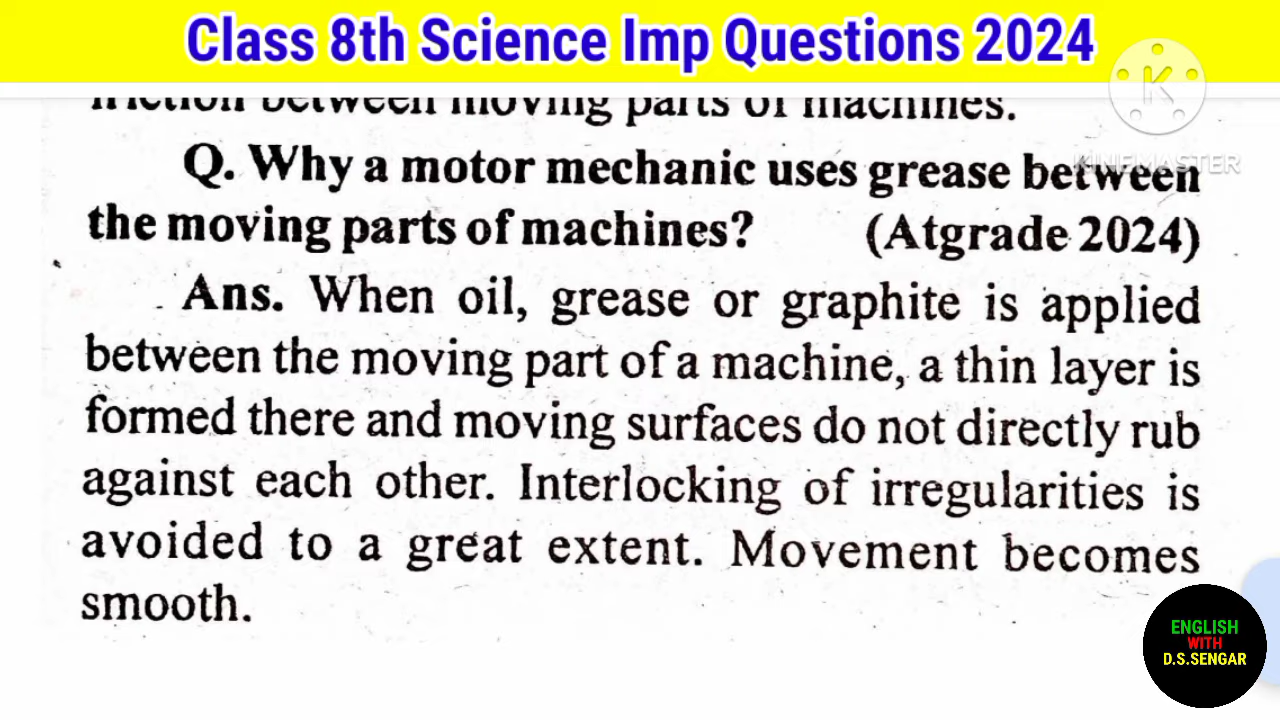 Class 8th Science Imp Questions 2024
friction between moving parts of machines.
K
KINEMASTER
Q. Why a motor mechanic uses grease between
the moving parts of machines? (Atgrade 2024)
Ans. When oil, grease or graphite is applied
between the moving part of a machine, a thin layer is
formed there and moving surfaces do not directly rub
against each other. Interlocking of irregularities is
avoided to a great extent. Movement becomes
smooth.
ENGLISH
WITH
D.S.SENGAR